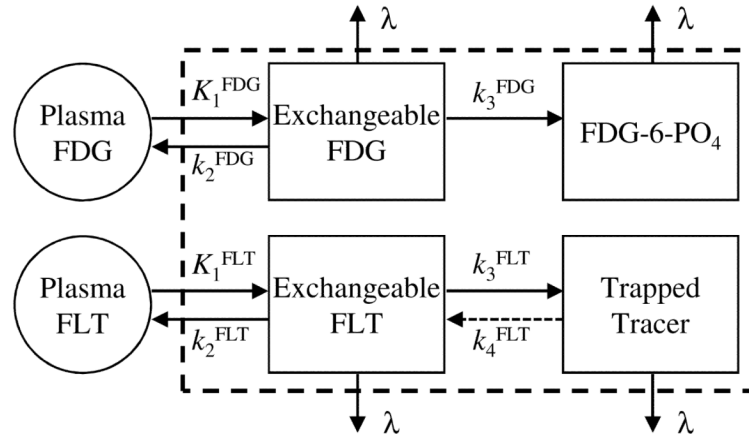 λ
λ
K₁ᶠᴰᴳ
k₃ᶠᴰᴳ
Plasma
FDG
Exchangeable
FDG
FDG-6-PO₄
k₂ᶠᴰᴳ
K₁ᶠᴸᵀ
k₃ᶠᴸᵀ
Plasma
FLT
Exchangeable
FLT
Trapped
Tracer
k₂ᶠᴸᵀ
k₄ᶠᴸᵀ
λ
λ